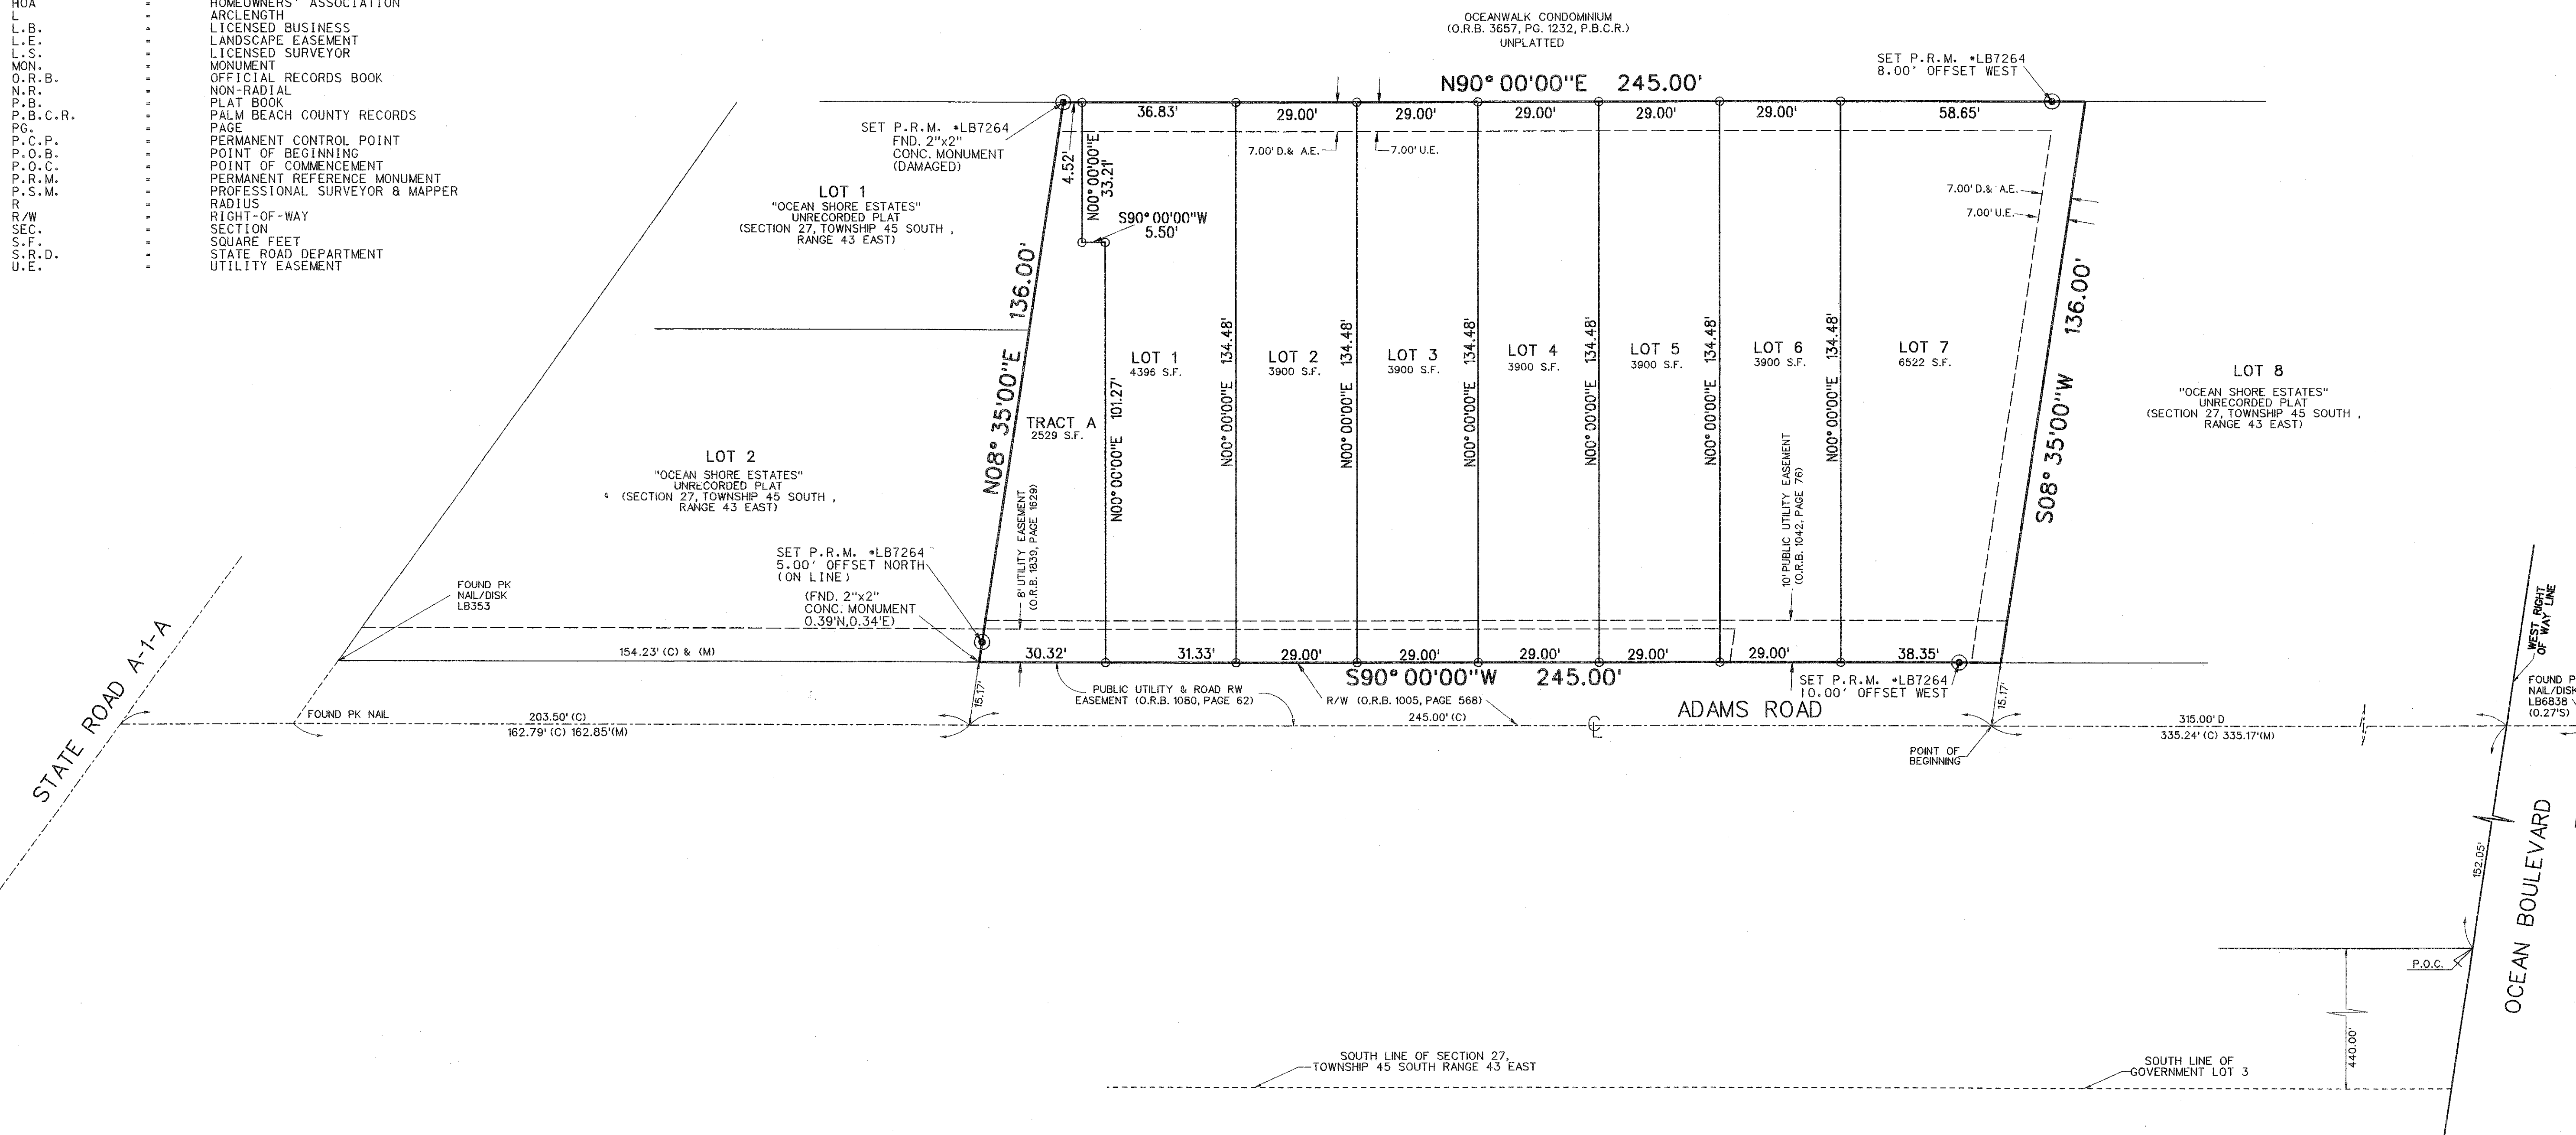 HOA = HOMEOWNERS' ASSOCIATION
L = ARCLENGTH
L.B. = LICENSED BUSINESS
L.E. = LANDSCAPE EASEMENT
L.S. = LICENSED SURVEYOR
MON. = MONUMENT
O.R.B. = OFFICIAL RECORDS BOOK
N.R. = NON-RADIAL
P.B. = PLAT BOOK
P.B.C.R. = PALM BEACH COUNTY RECORDS
PG. = PAGE
P.C.P. = PERMANENT CONTROL POINT
P.O.B. = POINT OF BEGINNING
P.O.C. = POINT OF COMMENCEMENT
P.R.M. = PERMANENT REFERENCE MONUMENT
P.S.M. = PROFESSIONAL SURVEYOR & MAPPER
R = RADIUS
R/W = RIGHT-OF-WAY
SEC. = SECTION
S.F. = SQUARE FEET
S.R.D. = STATE ROAD DEPARTMENT
U.E. = UTILITY EASEMENT
OCEANWALK CONDOMINIUM
(O.R.B. 3657, PG. 1232, P.B.C.R.)
UNPLATTED
SET P.R.M. *LB7264
8.00' OFFSET WEST
N90°00'00"E 245.00'
36.83'
29.00'
29.00'
29.00'
29.00'
29.00'
58.65'
SET P.R.M. *LB7264
FND. 2"x2"
CONC. MONUMENT
(DAMAGED)
4.52'
N00°00'00"E
33.21'
7.00' D.& A.E.
7.00' U.E.
S90°00'00"W
5.50'
7.00' D.& A.E.
7.00' U.E.
LOT 1
"OCEAN SHORE ESTATES"
UNRECORDED PLAT
(SECTION 27, TOWNSHIP 45 SOUTH ,
RANGE 43 EAST)
N08°35'00"E 136.00'
S08°35'00"W 136.00'
TRACT A
2529 S.F.
N00°00'00"E 101.27'
LOT 1
4396 S.F.
N00°00'00"E 134.48'
LOT 2
3900 S.F.
N00°00'00"E 134.48'
LOT 3
3900 S.F.
N00°00'00"E 134.48'
LOT 4
3900 S.F.
N00°00'00"E 134.48'
LOT 5
3900 S.F.
N00°00'00"E 134.48'
LOT 6
3900 S.F.
N00°00'00"E 134.48'
LOT 7
6522 S.F.
LOT 8
"OCEAN SHORE ESTATES"
UNRECORDED PLAT
(SECTION 27, TOWNSHIP 45 SOUTH ,
RANGE 43 EAST)
LOT 2
"OCEAN SHORE ESTATES"
UNRECORDED PLAT
(SECTION 27, TOWNSHIP 45 SOUTH ,
RANGE 43 EAST)
8' UTILITY EASEMENT
(O.R.B. 1839, PAGE 1629)
10' PUBLIC UTILITY EASEMENT
(O.R.B. 1042, PAGE 76)
SET P.R.M. *LB7264
5.00' OFFSET NORTH
(ON LINE)
(FND. 2"x2"
CONC. MONUMENT
0.39'N,0.34'E)
FOUND PK
NAIL/DISK
LB353
154.23' (C) & (M)
30.32'
31.33'
29.00'
29.00'
29.00'
29.00'
29.00'
38.35'
S90°00'00"W 245.00'
SET P.R.M. *LB7264
10.00' OFFSET WEST
15.17'
PUBLIC UTILITY & ROAD RW
EASEMENT (O.R.B. 1080, PAGE 62)
R/W (O.R.B. 1005, PAGE 568)
ADAMS ROAD
15.17'
FOUND PK NAIL
203.50' (C)
162.79' (C) 162.85'(M)
245.00' (C)
CL
POINT OF
BEGINNING
315.00' D
335.24' (C) 335.17'(M)
STATE ROAD A-1-A
WEST RIGHT
OF WAY LINE
FOUND P
NAIL/DISK
LB6838
(0.27'S)
152.05'
OCEAN BOULEVARD
P.O.C.
440.00'
SOUTH LINE OF SECTION 27,
TOWNSHIP 45 SOUTH RANGE 43 EAST
SOUTH LINE OF
GOVERNMENT LOT 3